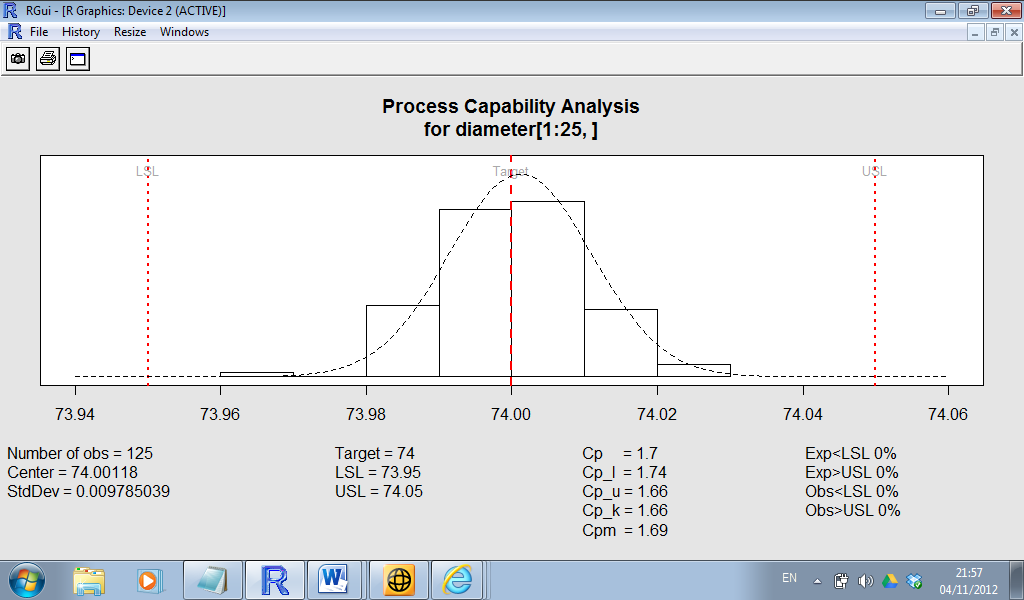 RGui - [R Graphics: Device 2 (ACTIVE)]
File History Resize Windows
Process Capability Analysis
for diameter[1:25, ]
LSL Target USL
73.94 73.96 73.98 74.00 74.02 74.04 74.06
Number of obs = 125 Target = 74 Cp = 1.7 Exp<LSL 0%
Center = 74.00118 LSL = 73.95 Cp_l = 1.74 Exp>USL 0%
StdDev = 0.009785039 USL = 74.05 Cp_u = 1.66 Obs<LSL 0%
Cp_k = 1.66 Obs>USL 0%
Cpm = 1.69
EN 21:57
04/11/2012